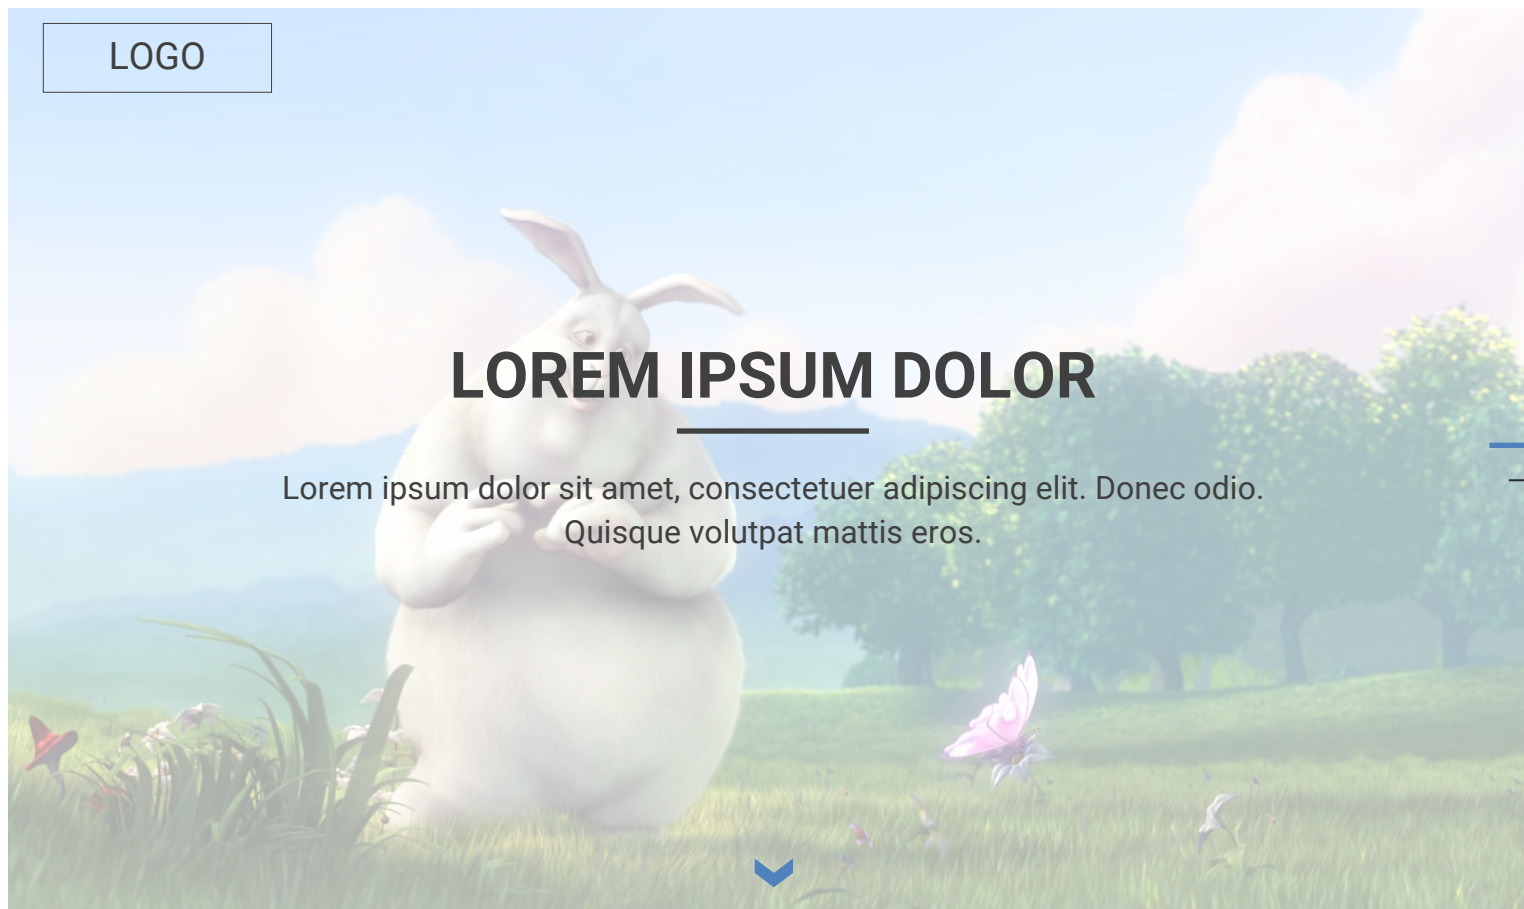 LOGO
LOREM IPSUM DOLOR
Lorem ipsum dolor sit amet, consectetuer adipiscing elit. Donec odio.
Quisque volutpat mattis eros.